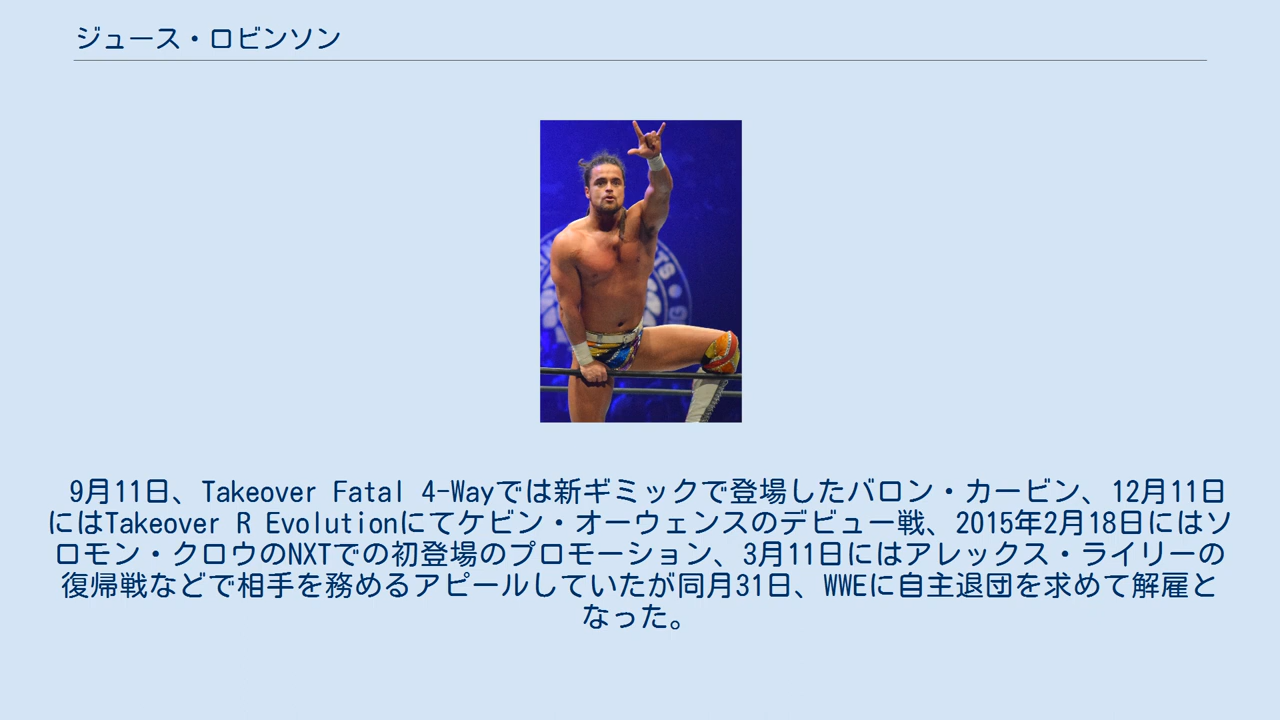 ジュース・ロビンソン
9月11日、Takeover Fatal 4-Wayでは新ギミックで登場したバロン・カービン、12月11日
にはTakeover R Evolutionにてケビン・オーウェンスのデビュー戦、2015年2月18日にはソ
ロモン・クロウのNXTでの初登場のプロモーション、3月11日にはアレックス・ライリーの
復帰戦などで相手を務めるアピールしていたが同月31日、WWEに自主退団を求めて解雇と
なった。